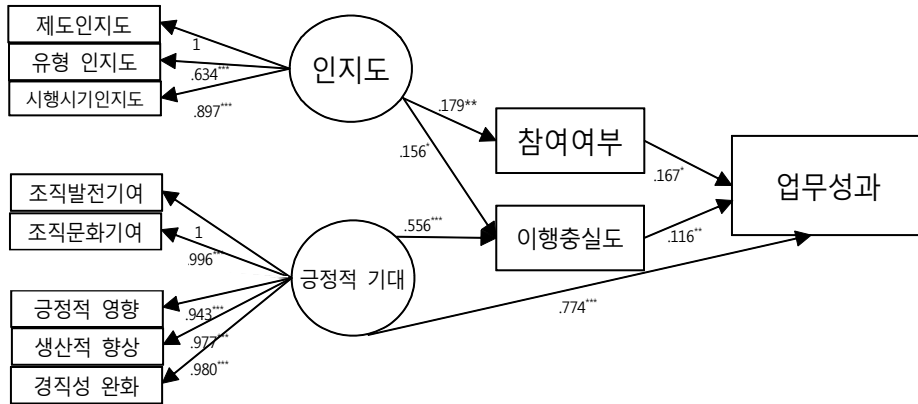 제도인지도
유형 인지도
시행시기인지도
1
.634***
.897***
인지도
.179**
.156*
참여여부
.167*
업무성과
조직발전기여
조직문화기여
1
.996***
긍정적 기대
.556***
이행충실도
.116**
.774***
긍정적 영향
생산적 향상
경직성 완화
.943***
.977***
.980***